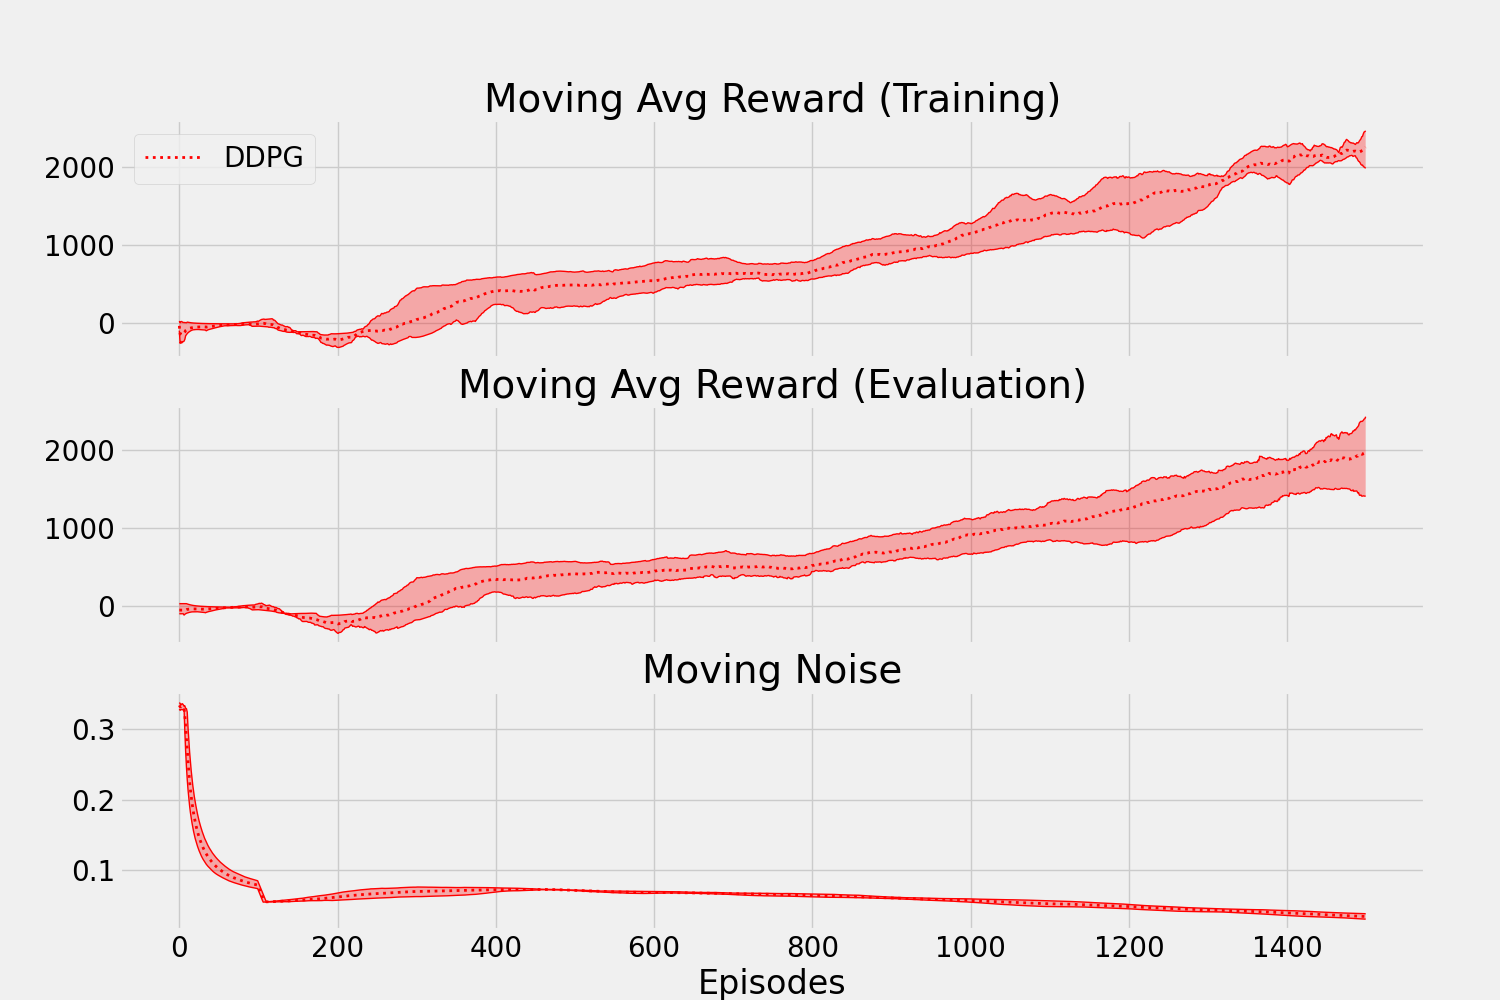 Moving Avg Reward (Training)
DDPG
2000
1000
0
Moving Avg Reward (Evaluation)
2000
1000
0
Moving Noise
0.3
0.2
0.1
0 200 400 600 800 1000 1200 1400
Episodes